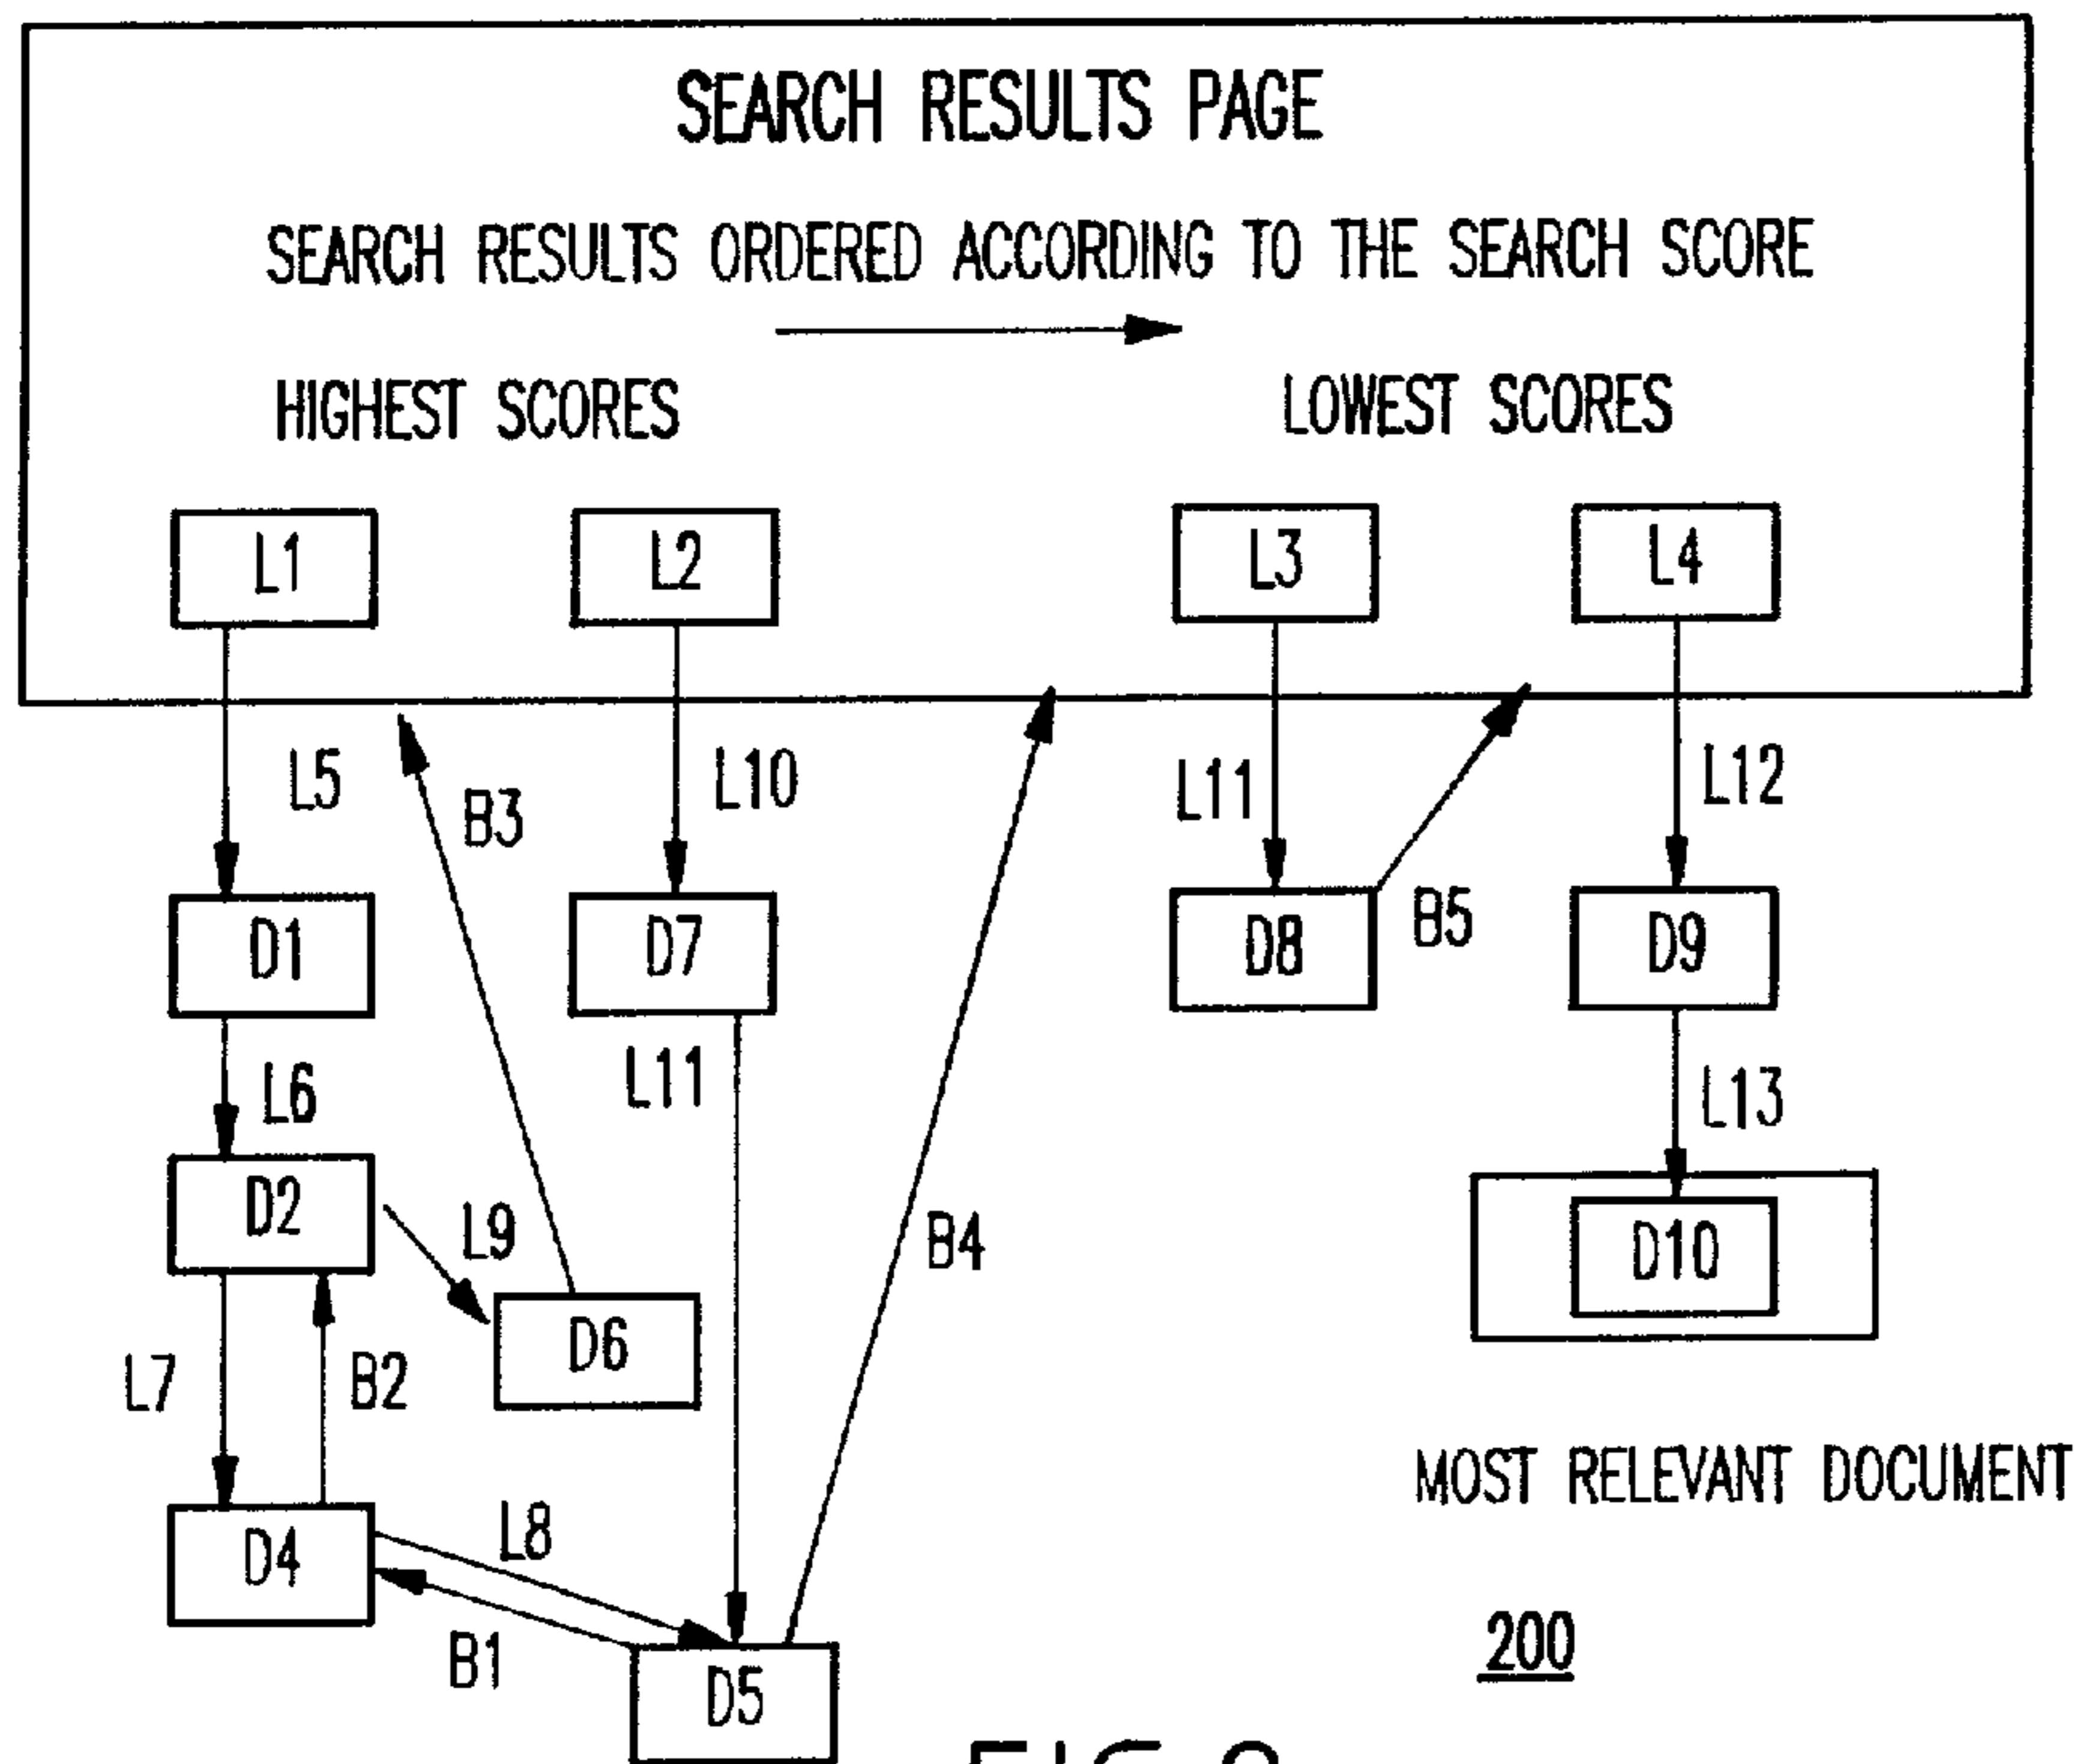 SEARCH RESULTS PAGE
SEARCH RESULTS ORDERED ACCORDING TO THE SEARCH SCORE
HIGHEST SCORES
LOWEST SCORES
L1
L2
L3
L4
L5
B3
L10
L11
L12
D1
D7
D8
B5
D9
L6
L11
L13
D2
L9
B4
D10
D6
L7
B2
MOST RELEVANT DOCUMENT
L8
D4
B1
D5
200